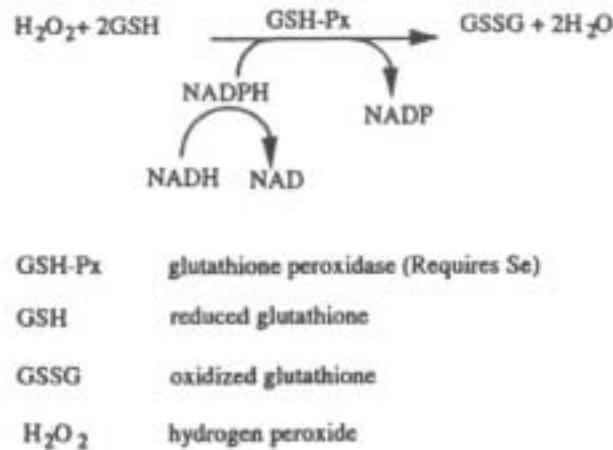 H₂O₂ + 2GSH GSH-Px GSSG + 2H₂O
NADPH NADP
NADH NAD
GSH-Px glutathione peroxidase (Requires Se)
GSH reduced glutathione
GSSG oxidized glutathione
H₂O₂ hydrogen peroxide